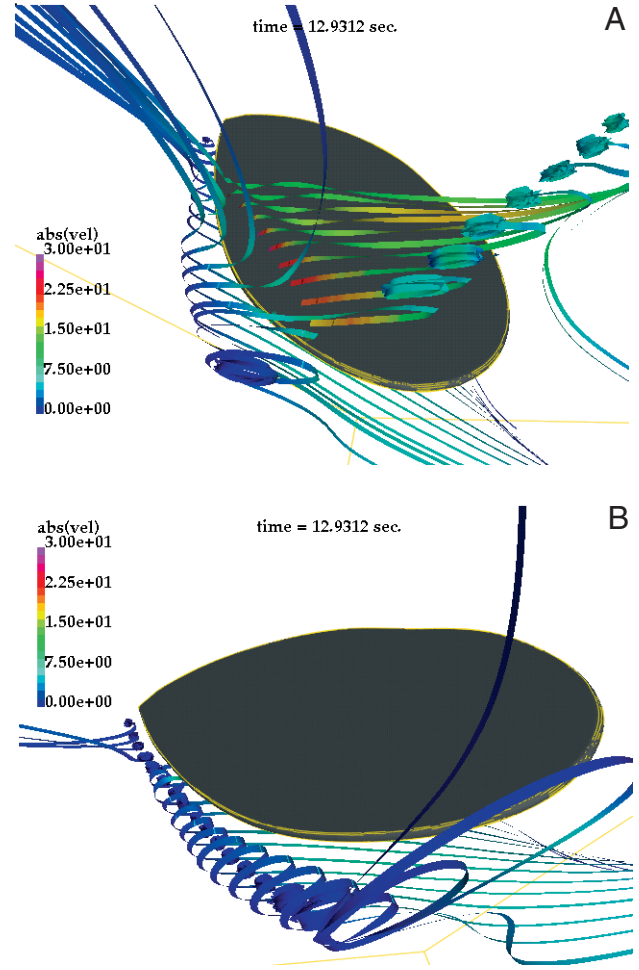 A
time = 12.9312 sec.
abs(vel)
3.00e+01
2.25e+01
1.50e+01
7.50e+00
0.00e+00
B
time = 12.9312 sec.
abs(vel)
3.00e+01
2.25e+01
1.50e+01
7.50e+00
0.00e+00